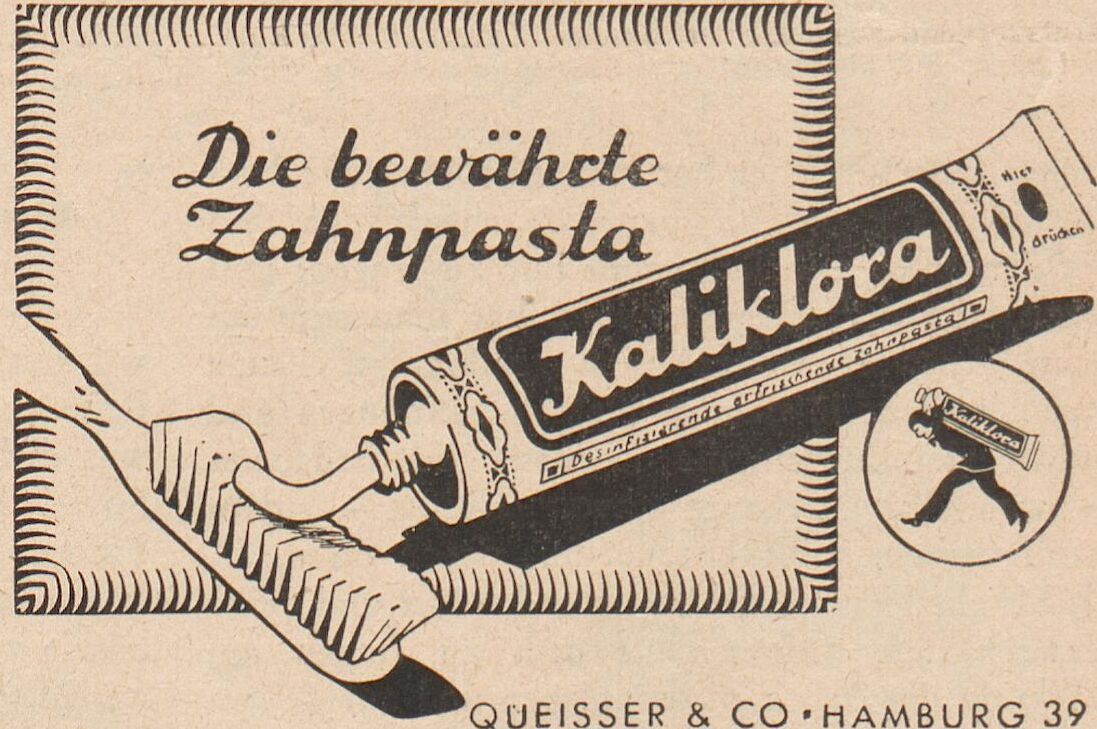 Die bewährte
Zahnpasta
Kaliklora
Desinfizierende erfrischende Zahnpasta
Hier
drücken
Kaliklora
QUEISSER & CO • HAMBURG 39